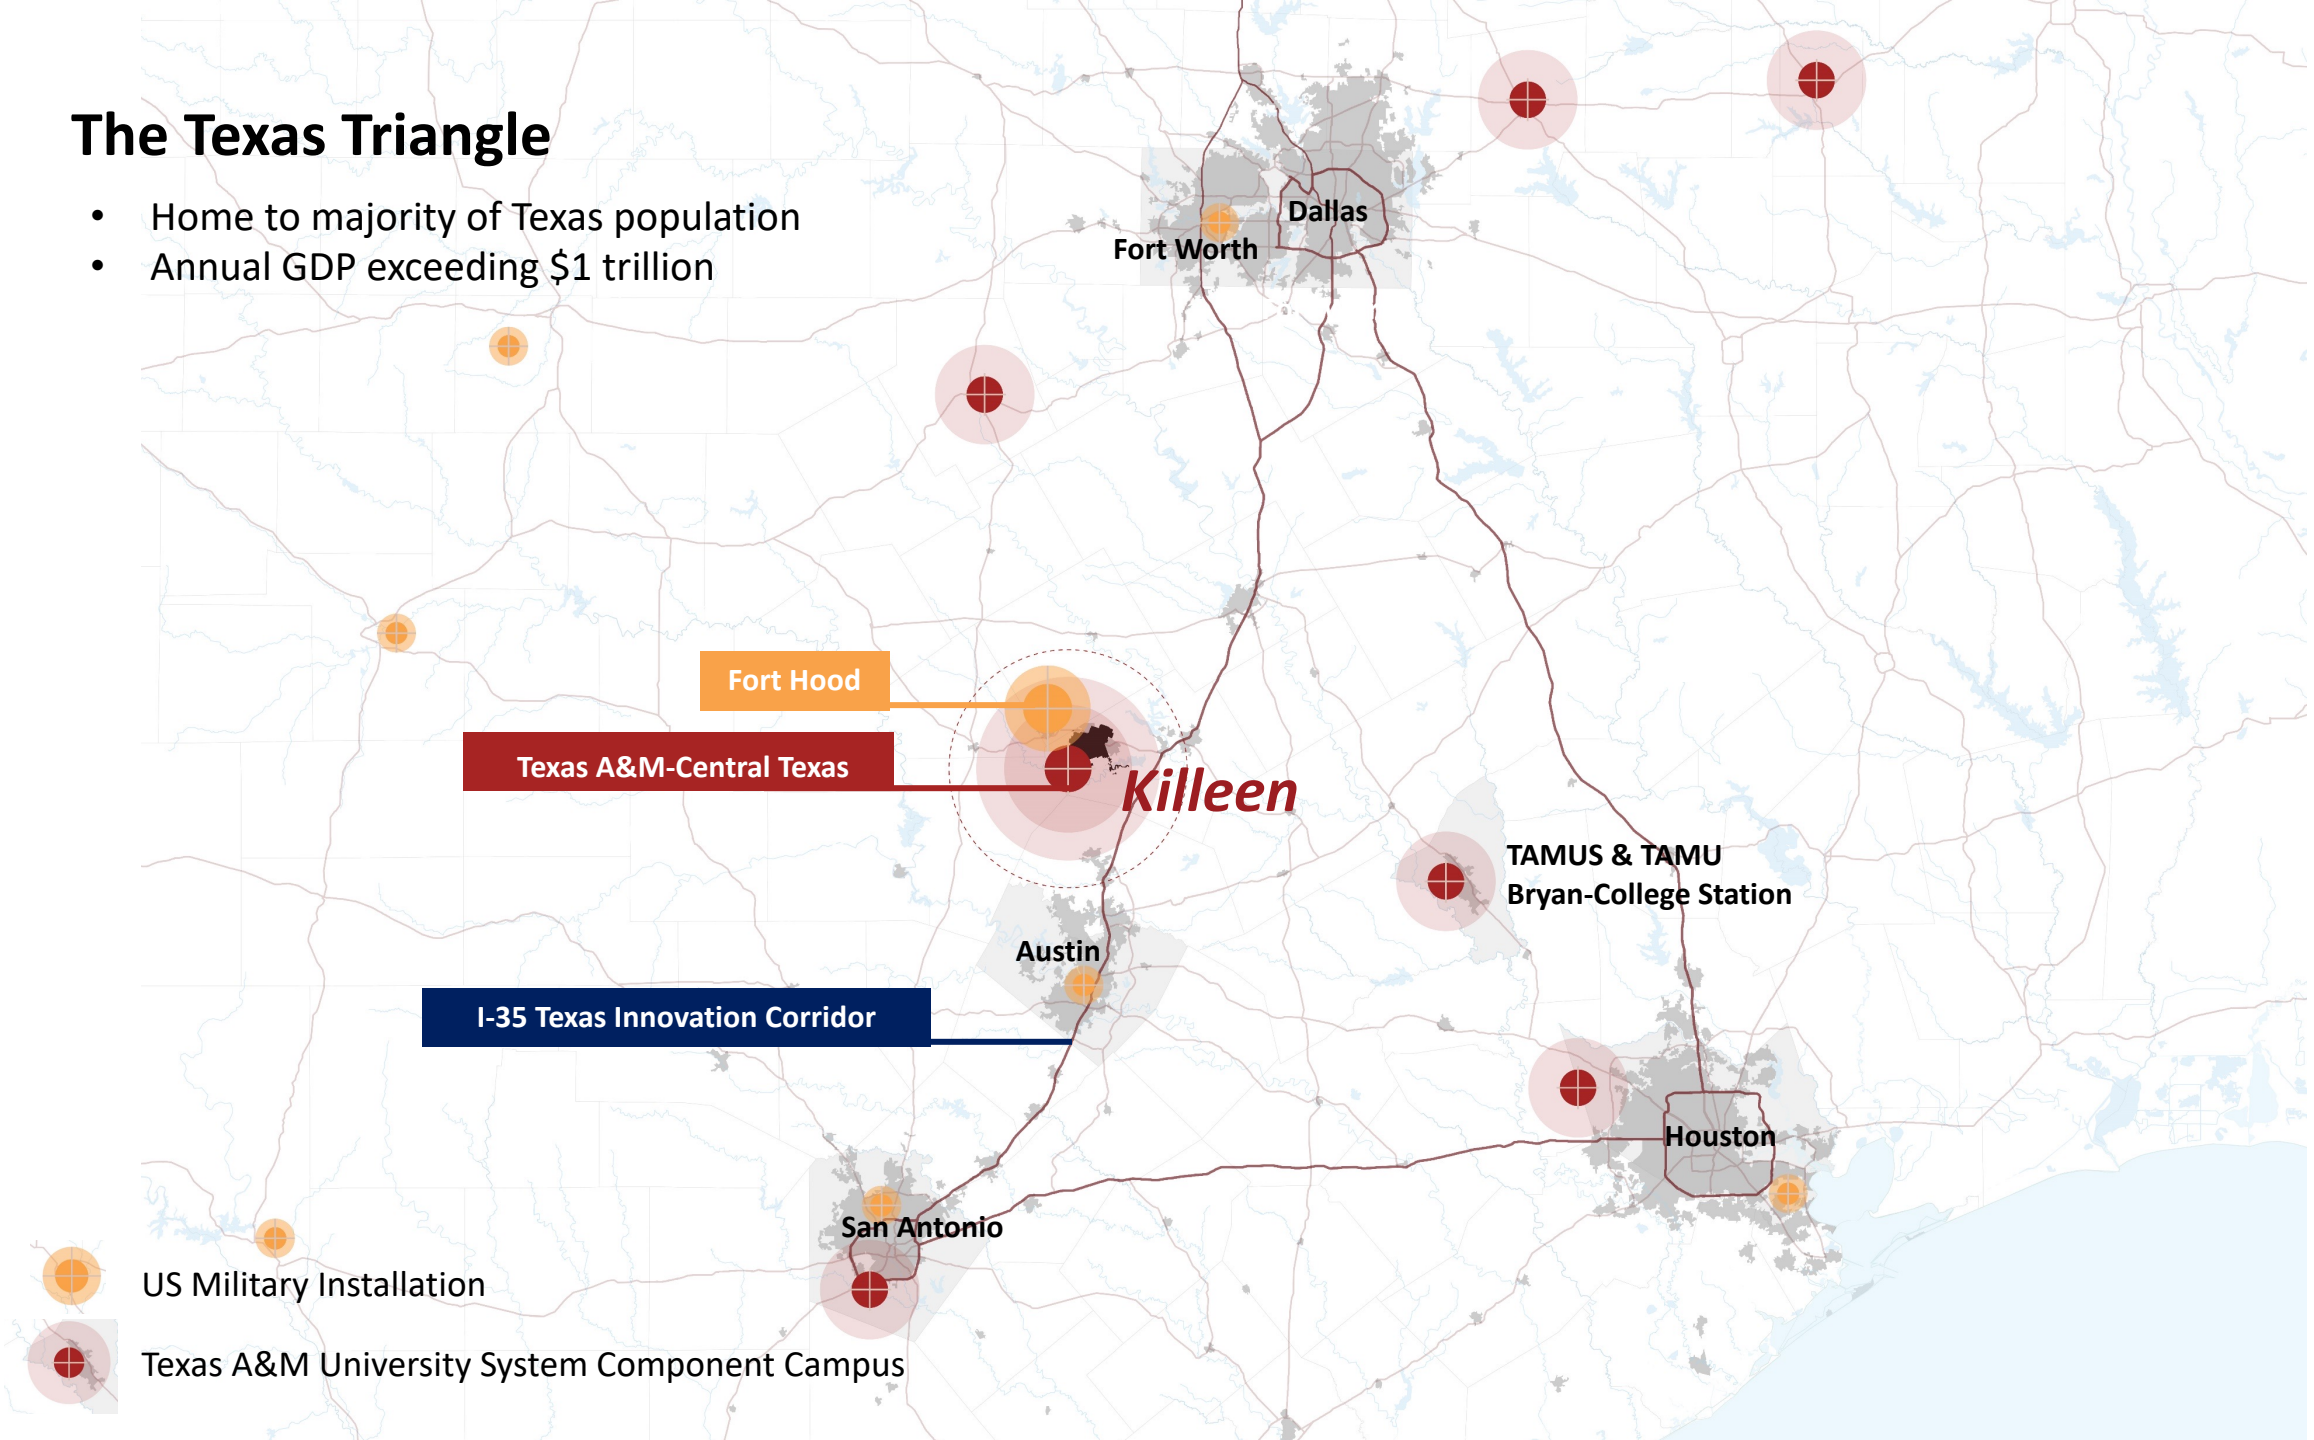 The Texas Triangle
• Home to majority of Texas population
• Annual GDP exceeding $1 trillion
Dallas
Fort Worth
Fort Hood
Texas A&M-Central Texas
Killeen
TAMUS & TAMU
Bryan-College Station
Austin
I-35 Texas Innovation Corridor
Houston
San Antonio
US Military Installation
Texas A&M University System Component Campus